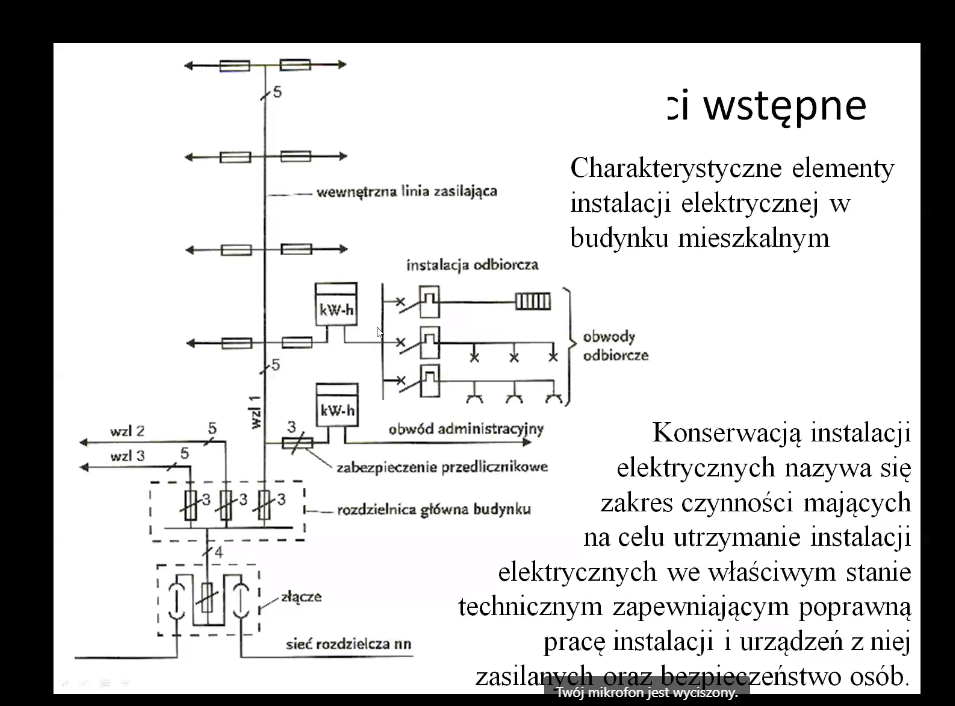 ci wstępne
Charakterystyczne elementy
instalacji elektrycznej w
budynku mieszkalnym
5
wewnętrzna linia zasilająca
instalacja odbiorcza
kW-h
obwody
odbiorcze
5
kW-h
wzl 1
wzl 2
5
3
obwód administracyjny
wzl 3
5
zabezpieczenie przedlicznikowe
3
3
3
rozdzielnica główna budynku
4
złącze
sieć rozdzielcza nn
Konserwacją instalacji
elektrycznych nazywa się
zakres czynności mających
na celu utrzymanie instalacji
elektrycznych we właściwym stanie
technicznym zapewniającym poprawną
pracę instalacji i urządzeń z niej
zasilanych oraz bezpieczeństwo osób.
Twój mikrofon jest wyciszony.